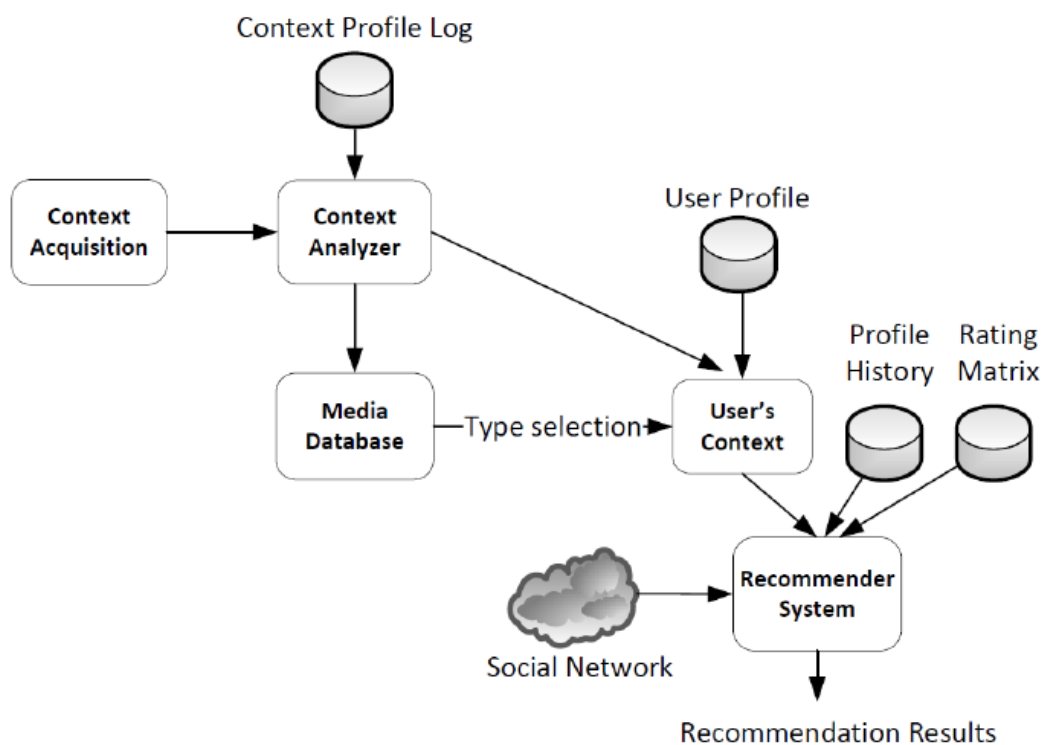 Context Profile Log
Context
Acquisition
Context
Analyzer
User Profile
Profile
History
Rating
Matrix
Media
Database
Type selection
User's
Context
Recommender
System
Social Network
Recommendation Results